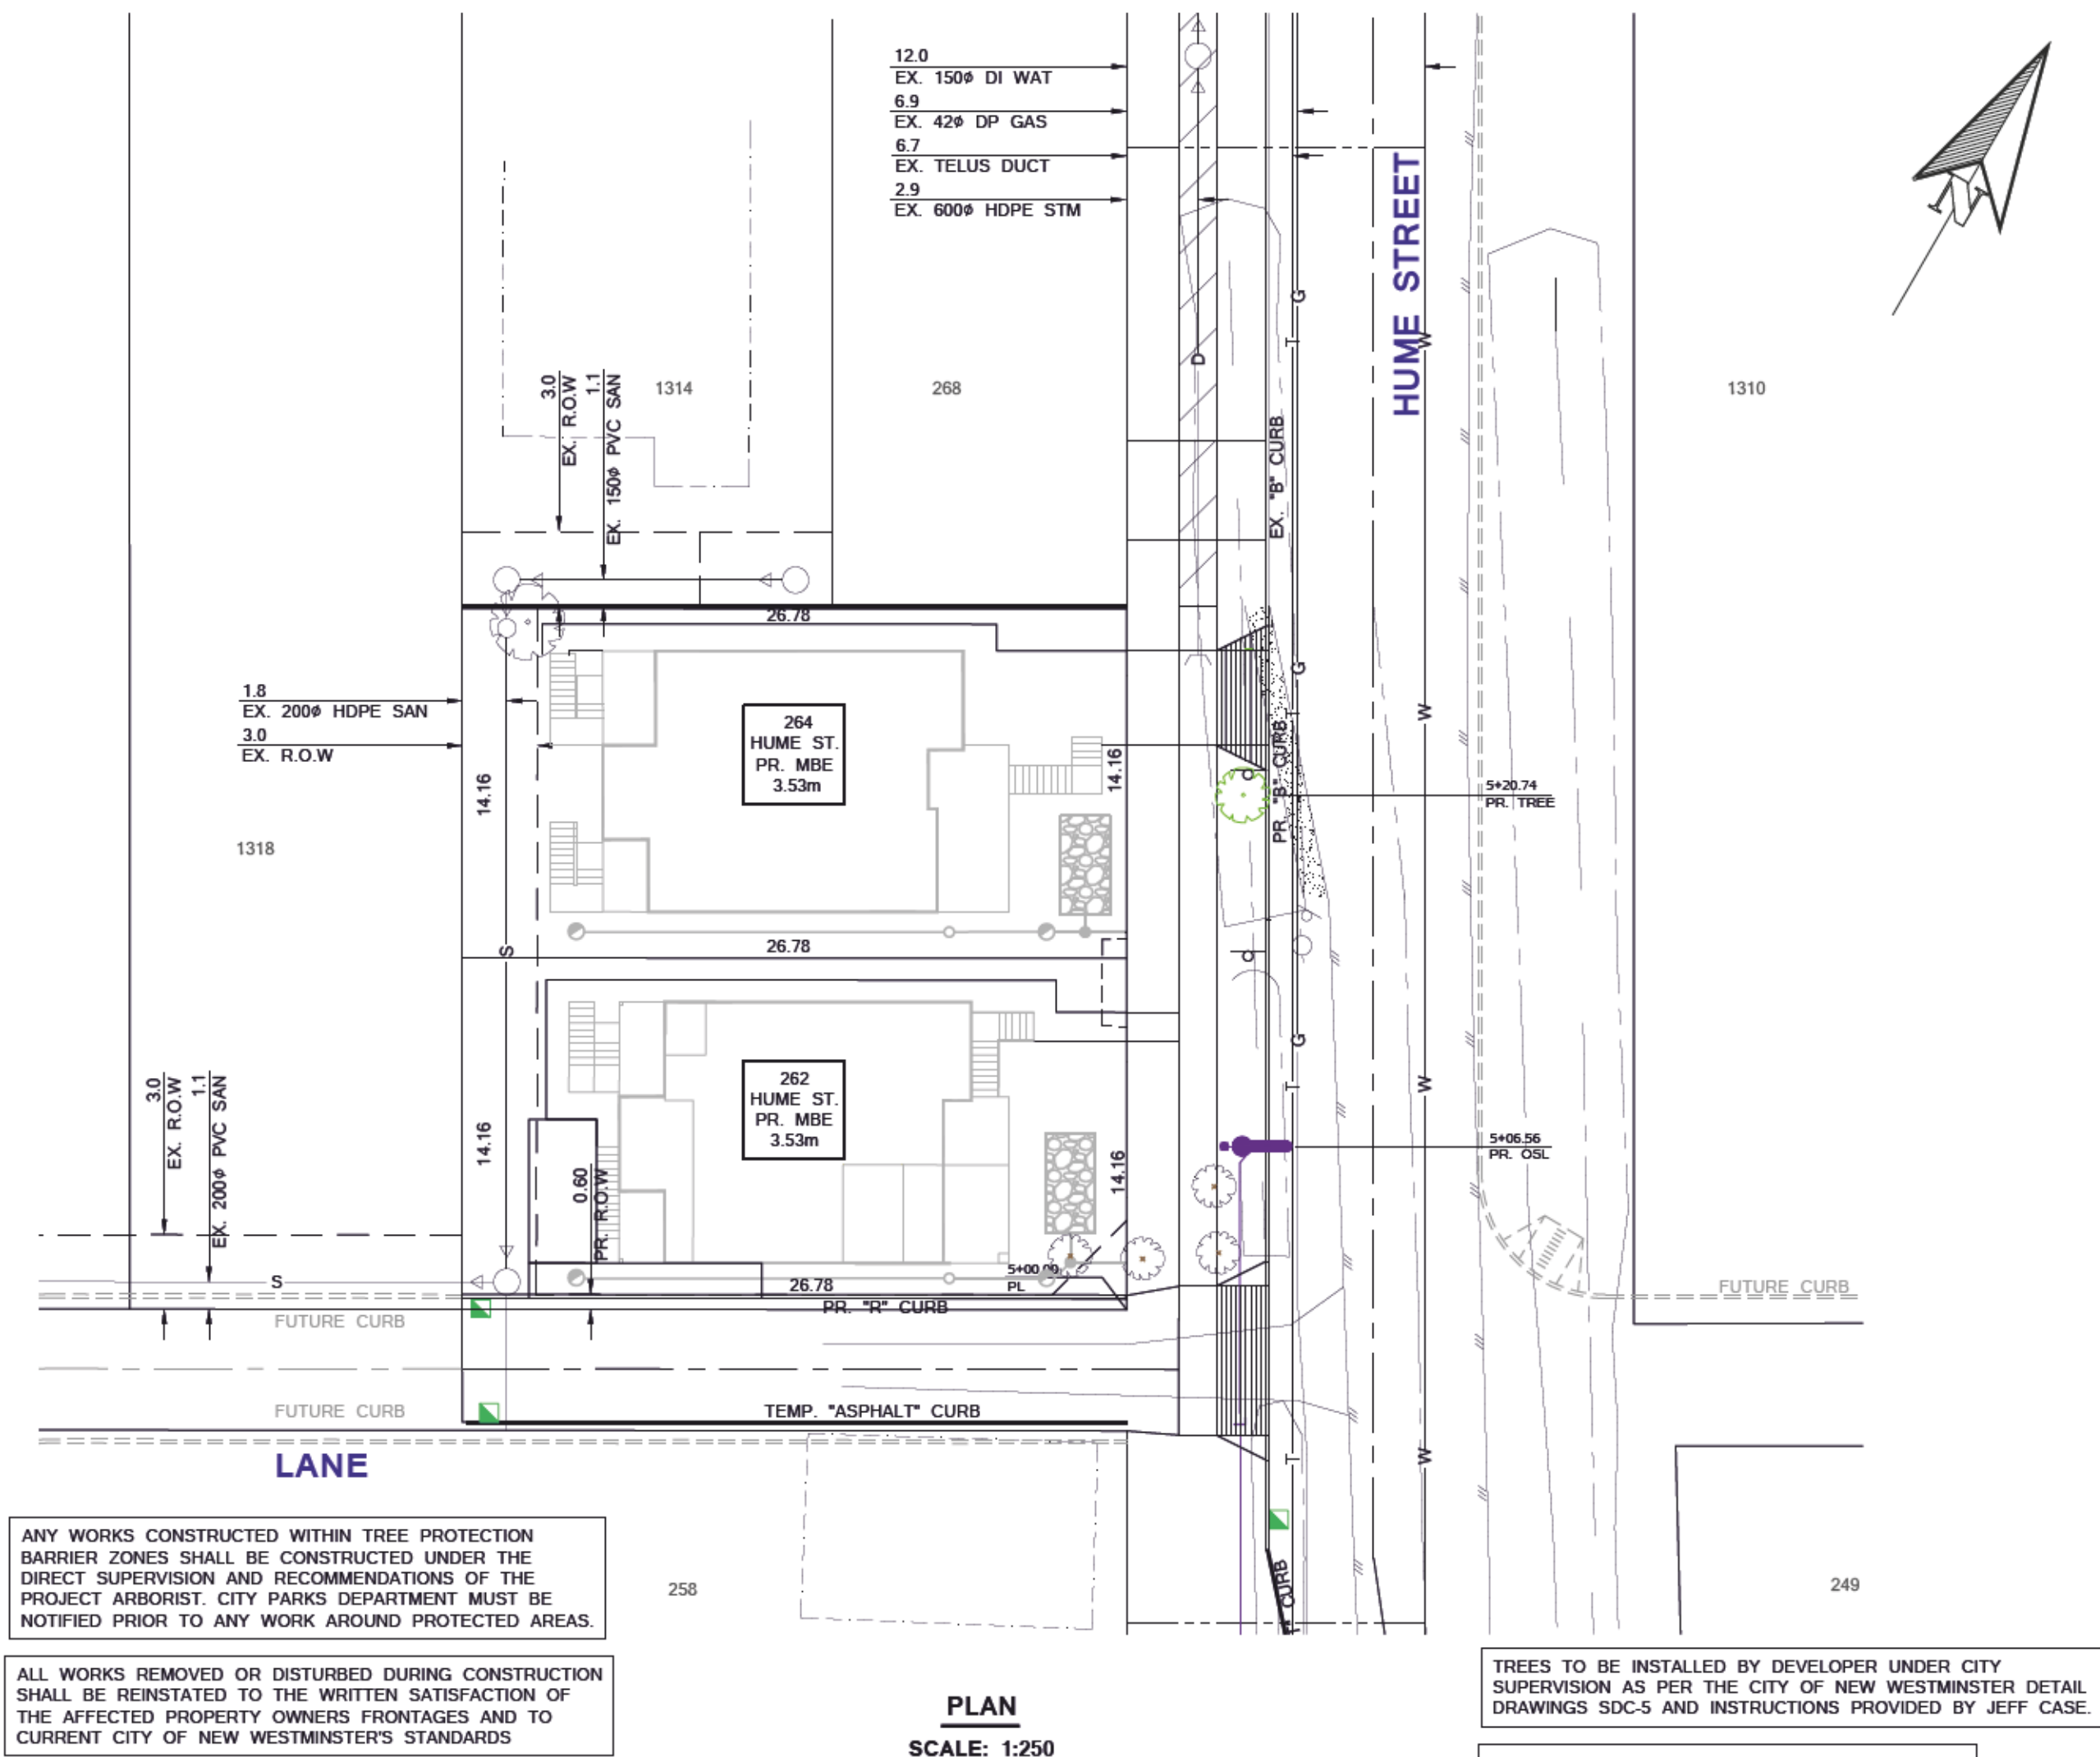 12.0
EX. 150ø DI WAT
6.9
EX. 42ø DP GAS
6.7
EX. TELUS DUCT
2.9
EX. 600ø HDPE STM
N
HUME STREET
3.0
EX. R.O.W
1.1
EX. 150ø PVC SAN
1314
268
1310
D
G
T
W
EX. "B" CURB
26.78
1.8
EX. 200ø HDPE SAN
3.0
EX. R.O.W
264
HUME ST.
PR. MBE
3.53m
14.16
14.16
G
T
W
PR. "B" CURB
5+20.74
PR. TREE
1318
S
26.78
262
HUME ST.
PR. MBE
3.53m
14.16
14.16
G
T
W
5+06.56
PR. OSL
3.0
EX. R.O.W
1.1
EX. 200ø PVC SAN
0.60
PR. R.O.W
S
26.78
5+00.00
PL
PR. "R" CURB
FUTURE CURB
FUTURE CURB
FUTURE CURB
TEMP. "ASPHALT" CURB
T
W
LANE
CURB
T
258
249
ANY WORKS CONSTRUCTED WITHIN TREE PROTECTION
BARRIER ZONES SHALL BE CONSTRUCTED UNDER THE
DIRECT SUPERVISION AND RECOMMENDATIONS OF THE
PROJECT ARBORIST. CITY PARKS DEPARTMENT MUST BE
NOTIFIED PRIOR TO ANY WORK AROUND PROTECTED AREAS.
ALL WORKS REMOVED OR DISTURBED DURING CONSTRUCTION
SHALL BE REINSTATED TO THE WRITTEN SATISFACTION OF
THE AFFECTED PROPERTY OWNERS FRONTAGES AND TO
CURRENT CITY OF NEW WESTMINSTER'S STANDARDS
PLAN
SCALE: 1:250
TREES TO BE INSTALLED BY DEVELOPER UNDER CITY
SUPERVISION AS PER THE CITY OF NEW WESTMINSTER DETAIL
DRAWINGS SDC-5 AND INSTRUCTIONS PROVIDED BY JEFF CASE.